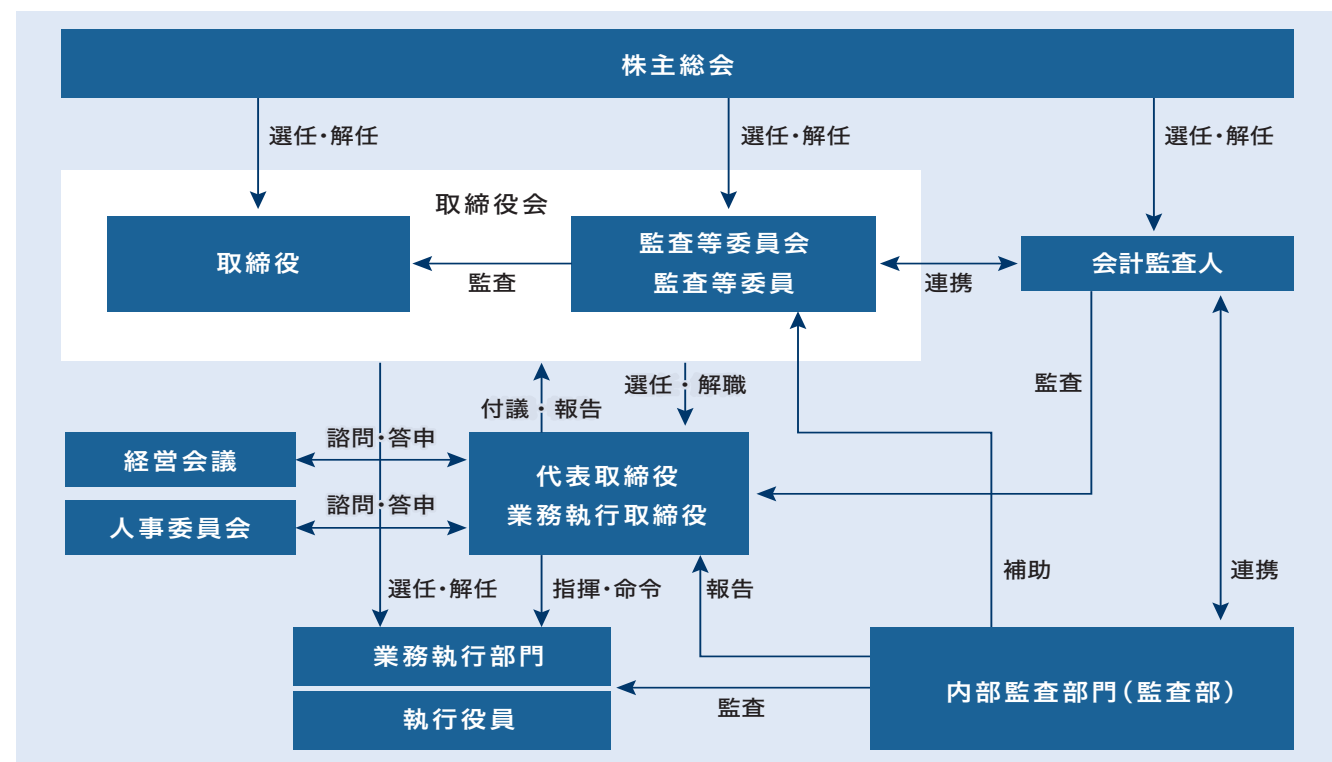 株主総会
選任・解任
選任・解任
選任・解任
取締役会
取締役
監査
監査等委員会
監査等委員
連携
会計監査人
付議・報告
選任・解職
監査
経営会議
諮問・答申
代表取締役
業務執行取締役
人事委員会
諮問・答申
選任・解任
指揮・命令
報告
補助
連携
業務執行部門
執行役員
監査
内部監査部門(監査部)